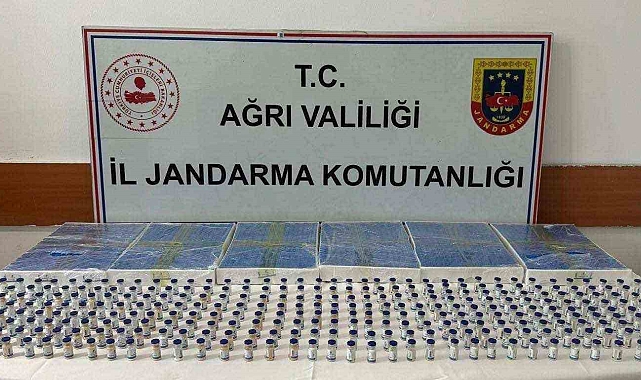 T.C.
AĞRI VALİLİĞİ
İL JANDARMA KOMUTANLIĞI
JANDARMA